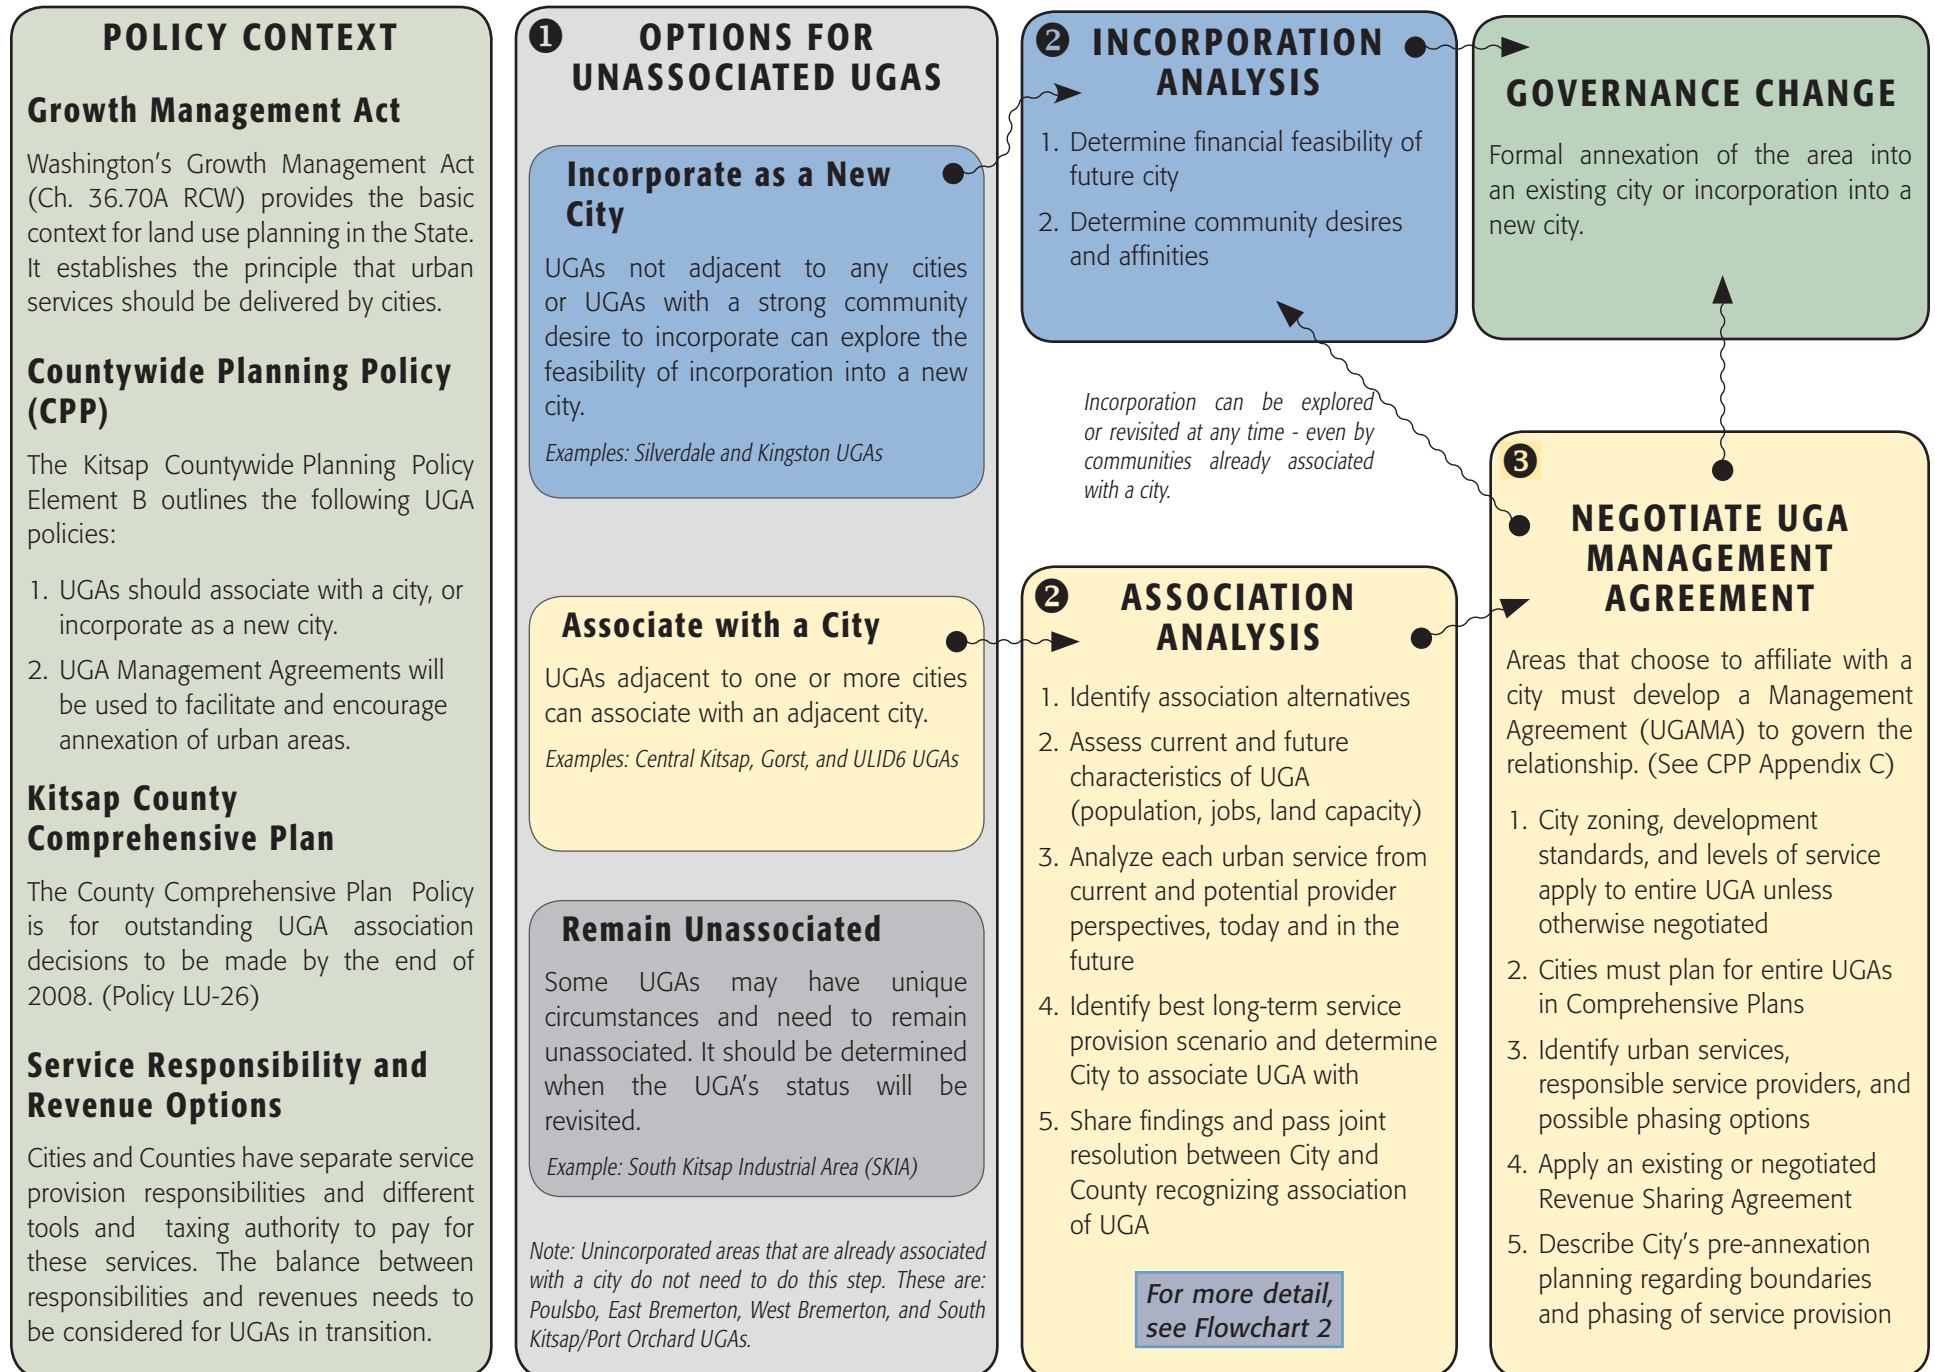 POLICY CONTEXT
Growth Management Act
Washington's Growth Management Act
(Ch. 36.70A RCW) provides the basic
context for land use planning in the State.
It establishes the principle that urban
services should be delivered by cities.
Countywide Planning Policy
(CPP)
The Kitsap Countywide Planning Policy
Element B outlines the following UGA
policies:
1. UGAs should associate with a city, or
incorporate as a new city.
2. UGA Management Agreements will
be used to facilitate and encourage
annexation of urban areas.
Kitsap County
Comprehensive Plan
The County Comprehensive Plan Policy
is for outstanding UGA association
decisions to be made by the end of
2008. (Policy LU-26)
Service Responsibility and
Revenue Options
Cities and Counties have separate service
provision responsibilities and different
tools and taxing authority to pay for
these services. The balance between
responsibilities and revenues needs to
be considered for UGAs in transition.
❶ OPTIONS FOR
UNASSOCIATED UGAS
Incorporate as a New
City
UGAs not adjacent to any cities
or UGAs with a strong community
desire to incorporate can explore the
feasibility of incorporation into a new
city.
Examples: Silverdale and Kingston UGAs
Associate with a City
UGAs adjacent to one or more cities
can associate with an adjacent city.
Examples: Central Kitsap, Gorst, and ULID6 UGAs
Remain Unassociated
Some UGAs may have unique
circumstances and need to remain
unassociated. It should be determined
when the UGA's status will be
revisited.
Example: South Kitsap Industrial Area (SKIA)
Note: Unincorporated areas that are already associated
with a city do not need to do this step. These are:
Poulsbo, East Bremerton, West Bremerton, and South
Kitsap/Port Orchard UGAs.
❷ INCORPORATION
ANALYSIS
1. Determine financial feasibility of
future city
2. Determine community desires
and affinities
Incorporation can be explored
or revisited at any time - even by
communities already associated
with a city.
❷ ASSOCIATION
ANALYSIS
1. Identify association alternatives
2. Assess current and future
characteristics of UGA
(population, jobs, land capacity)
3. Analyze each urban service from
current and potential provider
perspectives, today and in the
future
4. Identify best long-term service
provision scenario and determine
City to associate UGA with
5. Share findings and pass joint
resolution between City and
County recognizing association
of UGA
For more detail,
see Flowchart 2
GOVERNANCE CHANGE
Formal annexation of the area into
an existing city or incorporation into a
new city.
❸
NEGOTIATE UGA
MANAGEMENT
AGREEMENT
Areas that choose to affiliate with a
city must develop a Management
Agreement (UGAMA) to govern the
relationship. (See CPP Appendix C)
1. City zoning, development
standards, and levels of service
apply to entire UGA unless
otherwise negotiated
2. Cities must plan for entire UGAs
in Comprehensive Plans
3. Identify urban services,
responsible service providers, and
possible phasing options
4. Apply an existing or negotiated
Revenue Sharing Agreement
5. Describe City's pre-annexation
planning regarding boundaries
and phasing of service provision